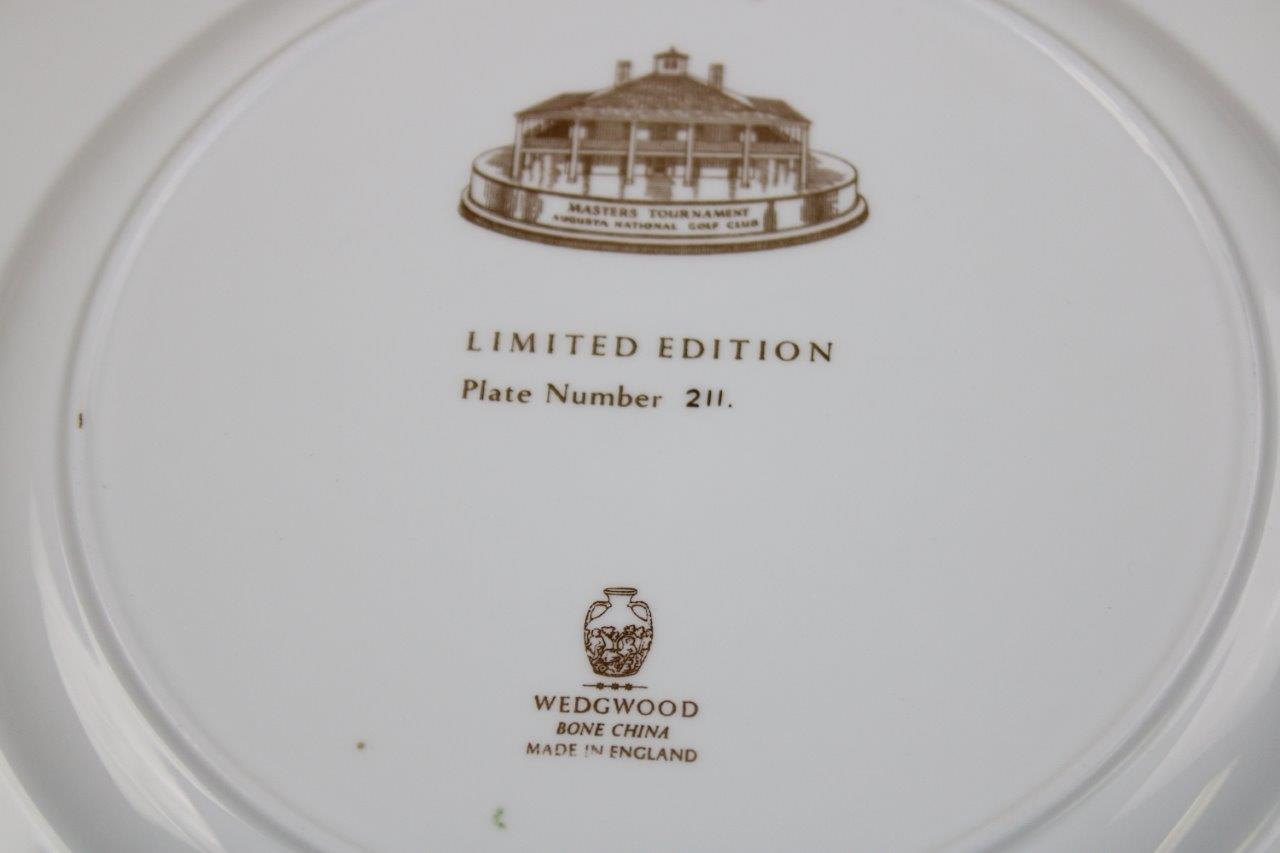 MASTERS TOURNAMENT
AUGUSTA NATIONAL GOLF CLUB
LIMITED EDITION
Plate Number 211.
WEDGWOOD
BONE CHINA
MADE IN ENGLAND